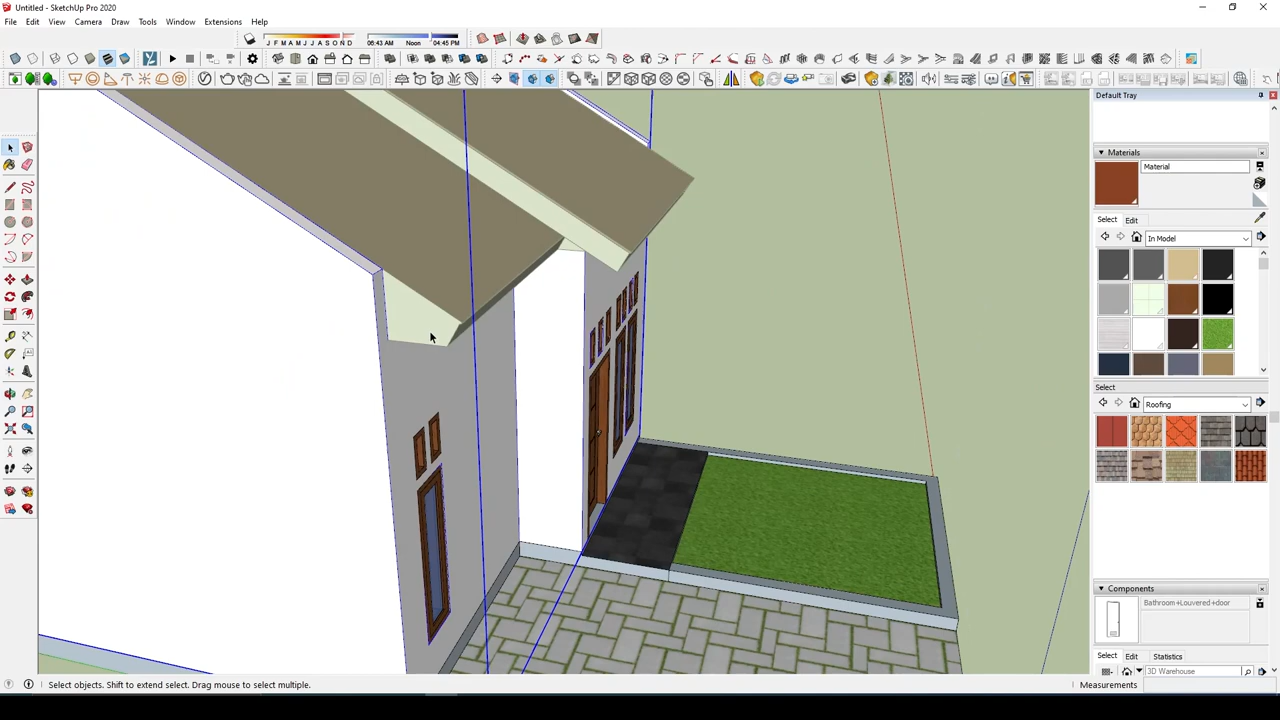 Untitled - SketchUp Pro 2020
File Edit View Camera Draw Tools Window Extensions Help
J F M A M J J A S O N D 06:43 AM Noon 04:45 PM
Default Tray
Materials
Material
Select Edit
In Model
Select
Roofing
Components
Bathroom+Louvered+door
Select Edit Statistics
3D Warehouse
Select objects. Shift to extend select. Drag mouse to select multiple.
Measurements